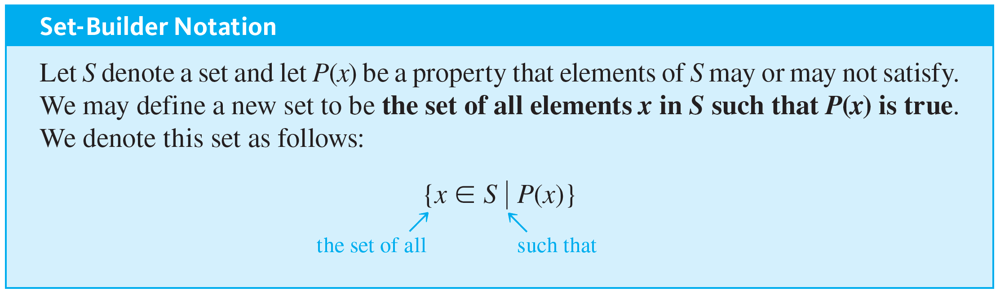 Set-Builder Notation
Let S denote a set and let P(x) be a property that elements of S may or may not satisfy.
We may define a new set to be the set of all elements x in S such that P(x) is true.
We denote this set as follows:
{x ∈ S | P(x)}
the set of all such that